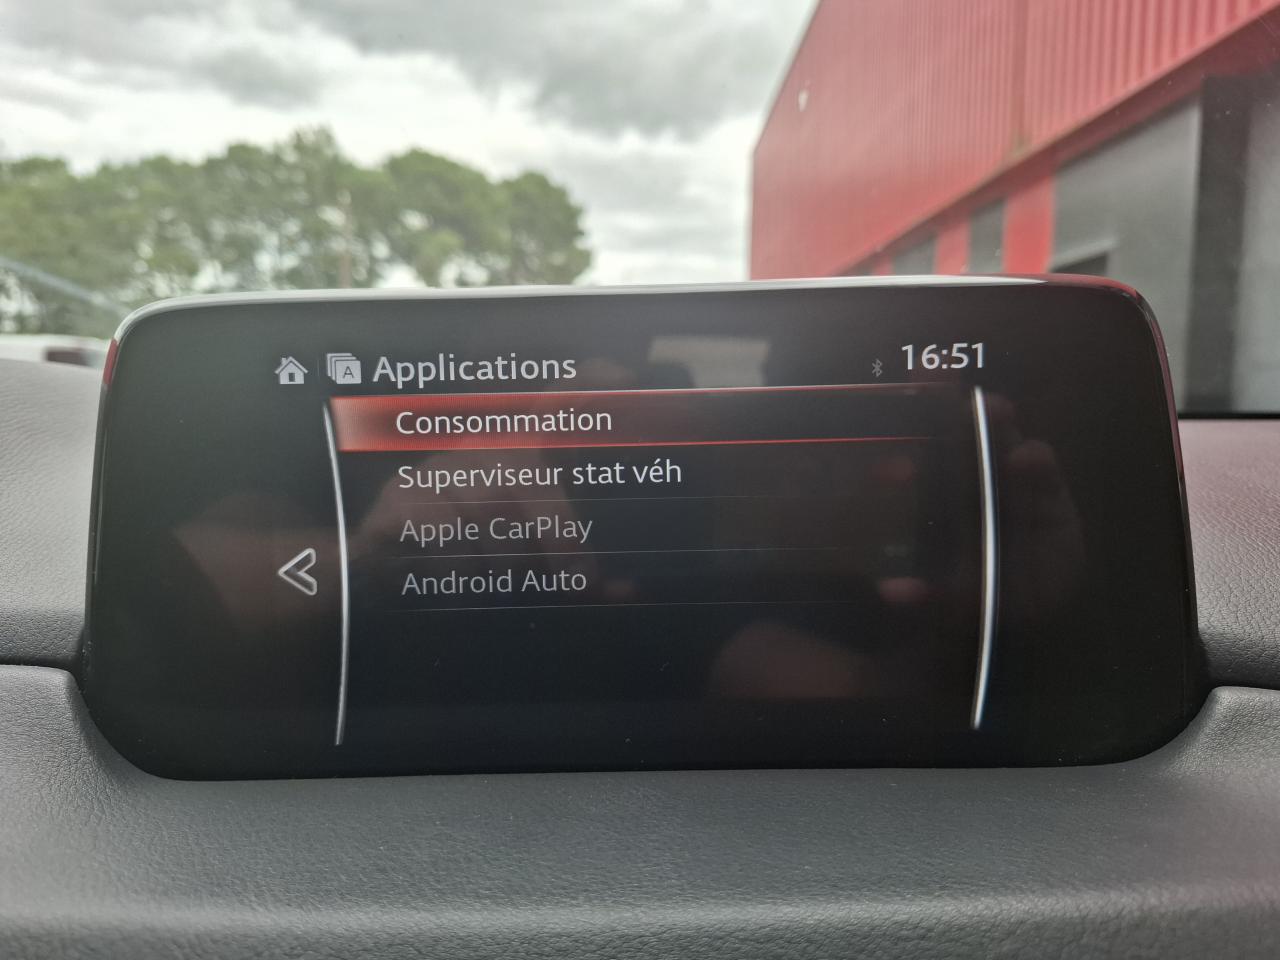 Applications
16:51
Consommation
Superviseur stat véh
Apple CarPlay
Android Auto